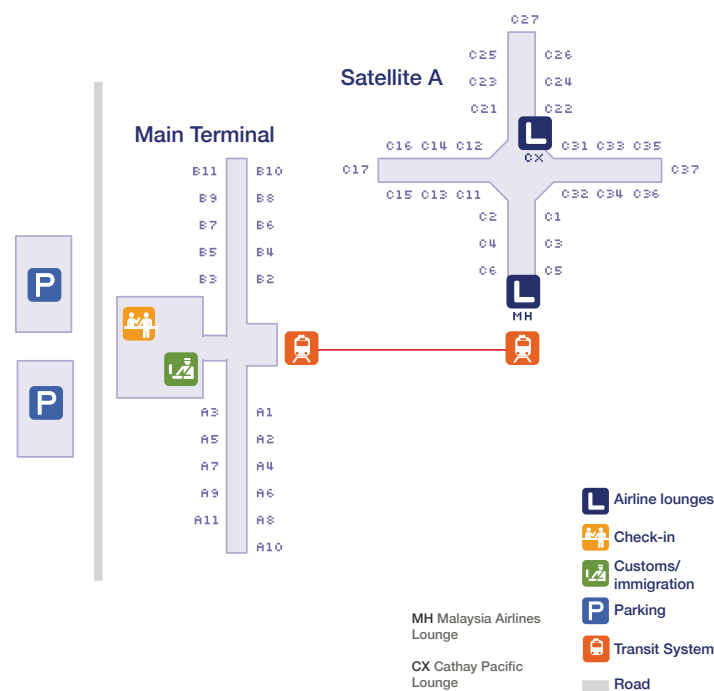 C27
C25 C26
Satellite A
C23 C24
C21 C22
L
Main Terminal
C16 C14 C12
CX
C31 C33 C35
B11 B10
C17
C37
B9 B8
C15 C13 C11
C32 C34 C36
B7 B6
C2 C1
B5 B4
C4 C3
B3 B2
C6 C5
P
L
MH
P
A3 A1
A5 A2
A7 A4
A9 A6
A11 A8
A10
L Airline lounges
Check-in
Customs/
immigration
P Parking
MH Malaysia Airlines
Lounge
Transit System
CX Cathay Pacific
Lounge
Road